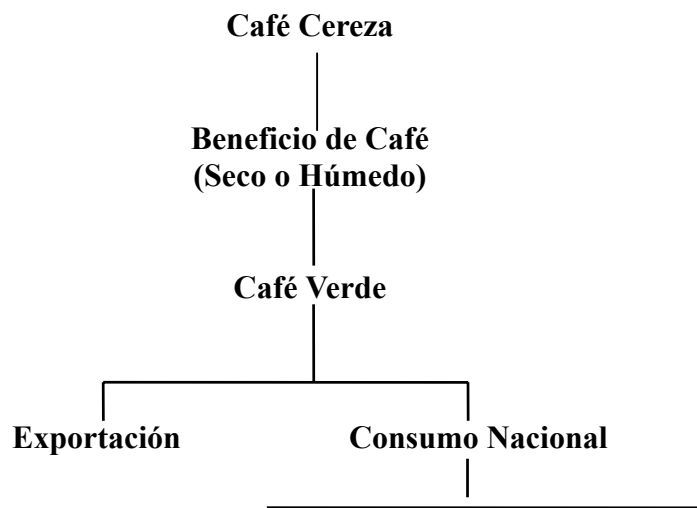 Café Cereza
Beneficio de Café
(Seco o Húmedo)
Café Verde
Exportación
Consumo Nacional